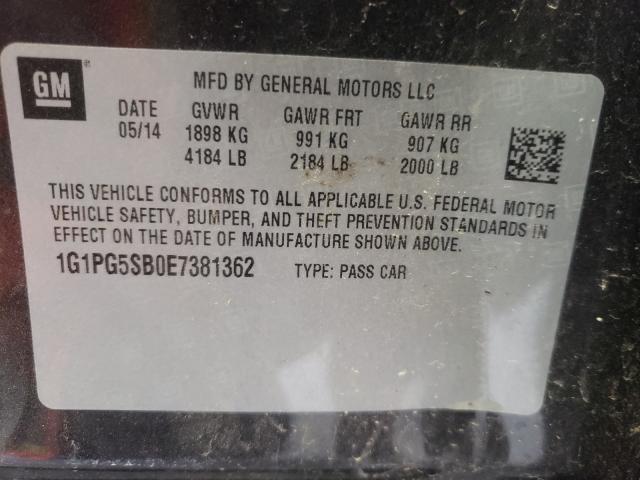 GM
MFD BY GENERAL MOTORS LLC
DATE GVWR GAWR FRT GAWR RR
05/14 1898 KG 991 KG 907 KG
4184 LB 2184 LB 2000 LB
THIS VEHICLE CONFORMS TO ALL APPLICABLE U.S. FEDERAL MOTOR
VEHICLE SAFETY, BUMPER, AND THEFT PREVENTION STANDARDS IN
EFFECT ON THE DATE OF MANUFACTURE SHOWN ABOVE.
1G1PG5SB0E7381362 TYPE: PASS CAR